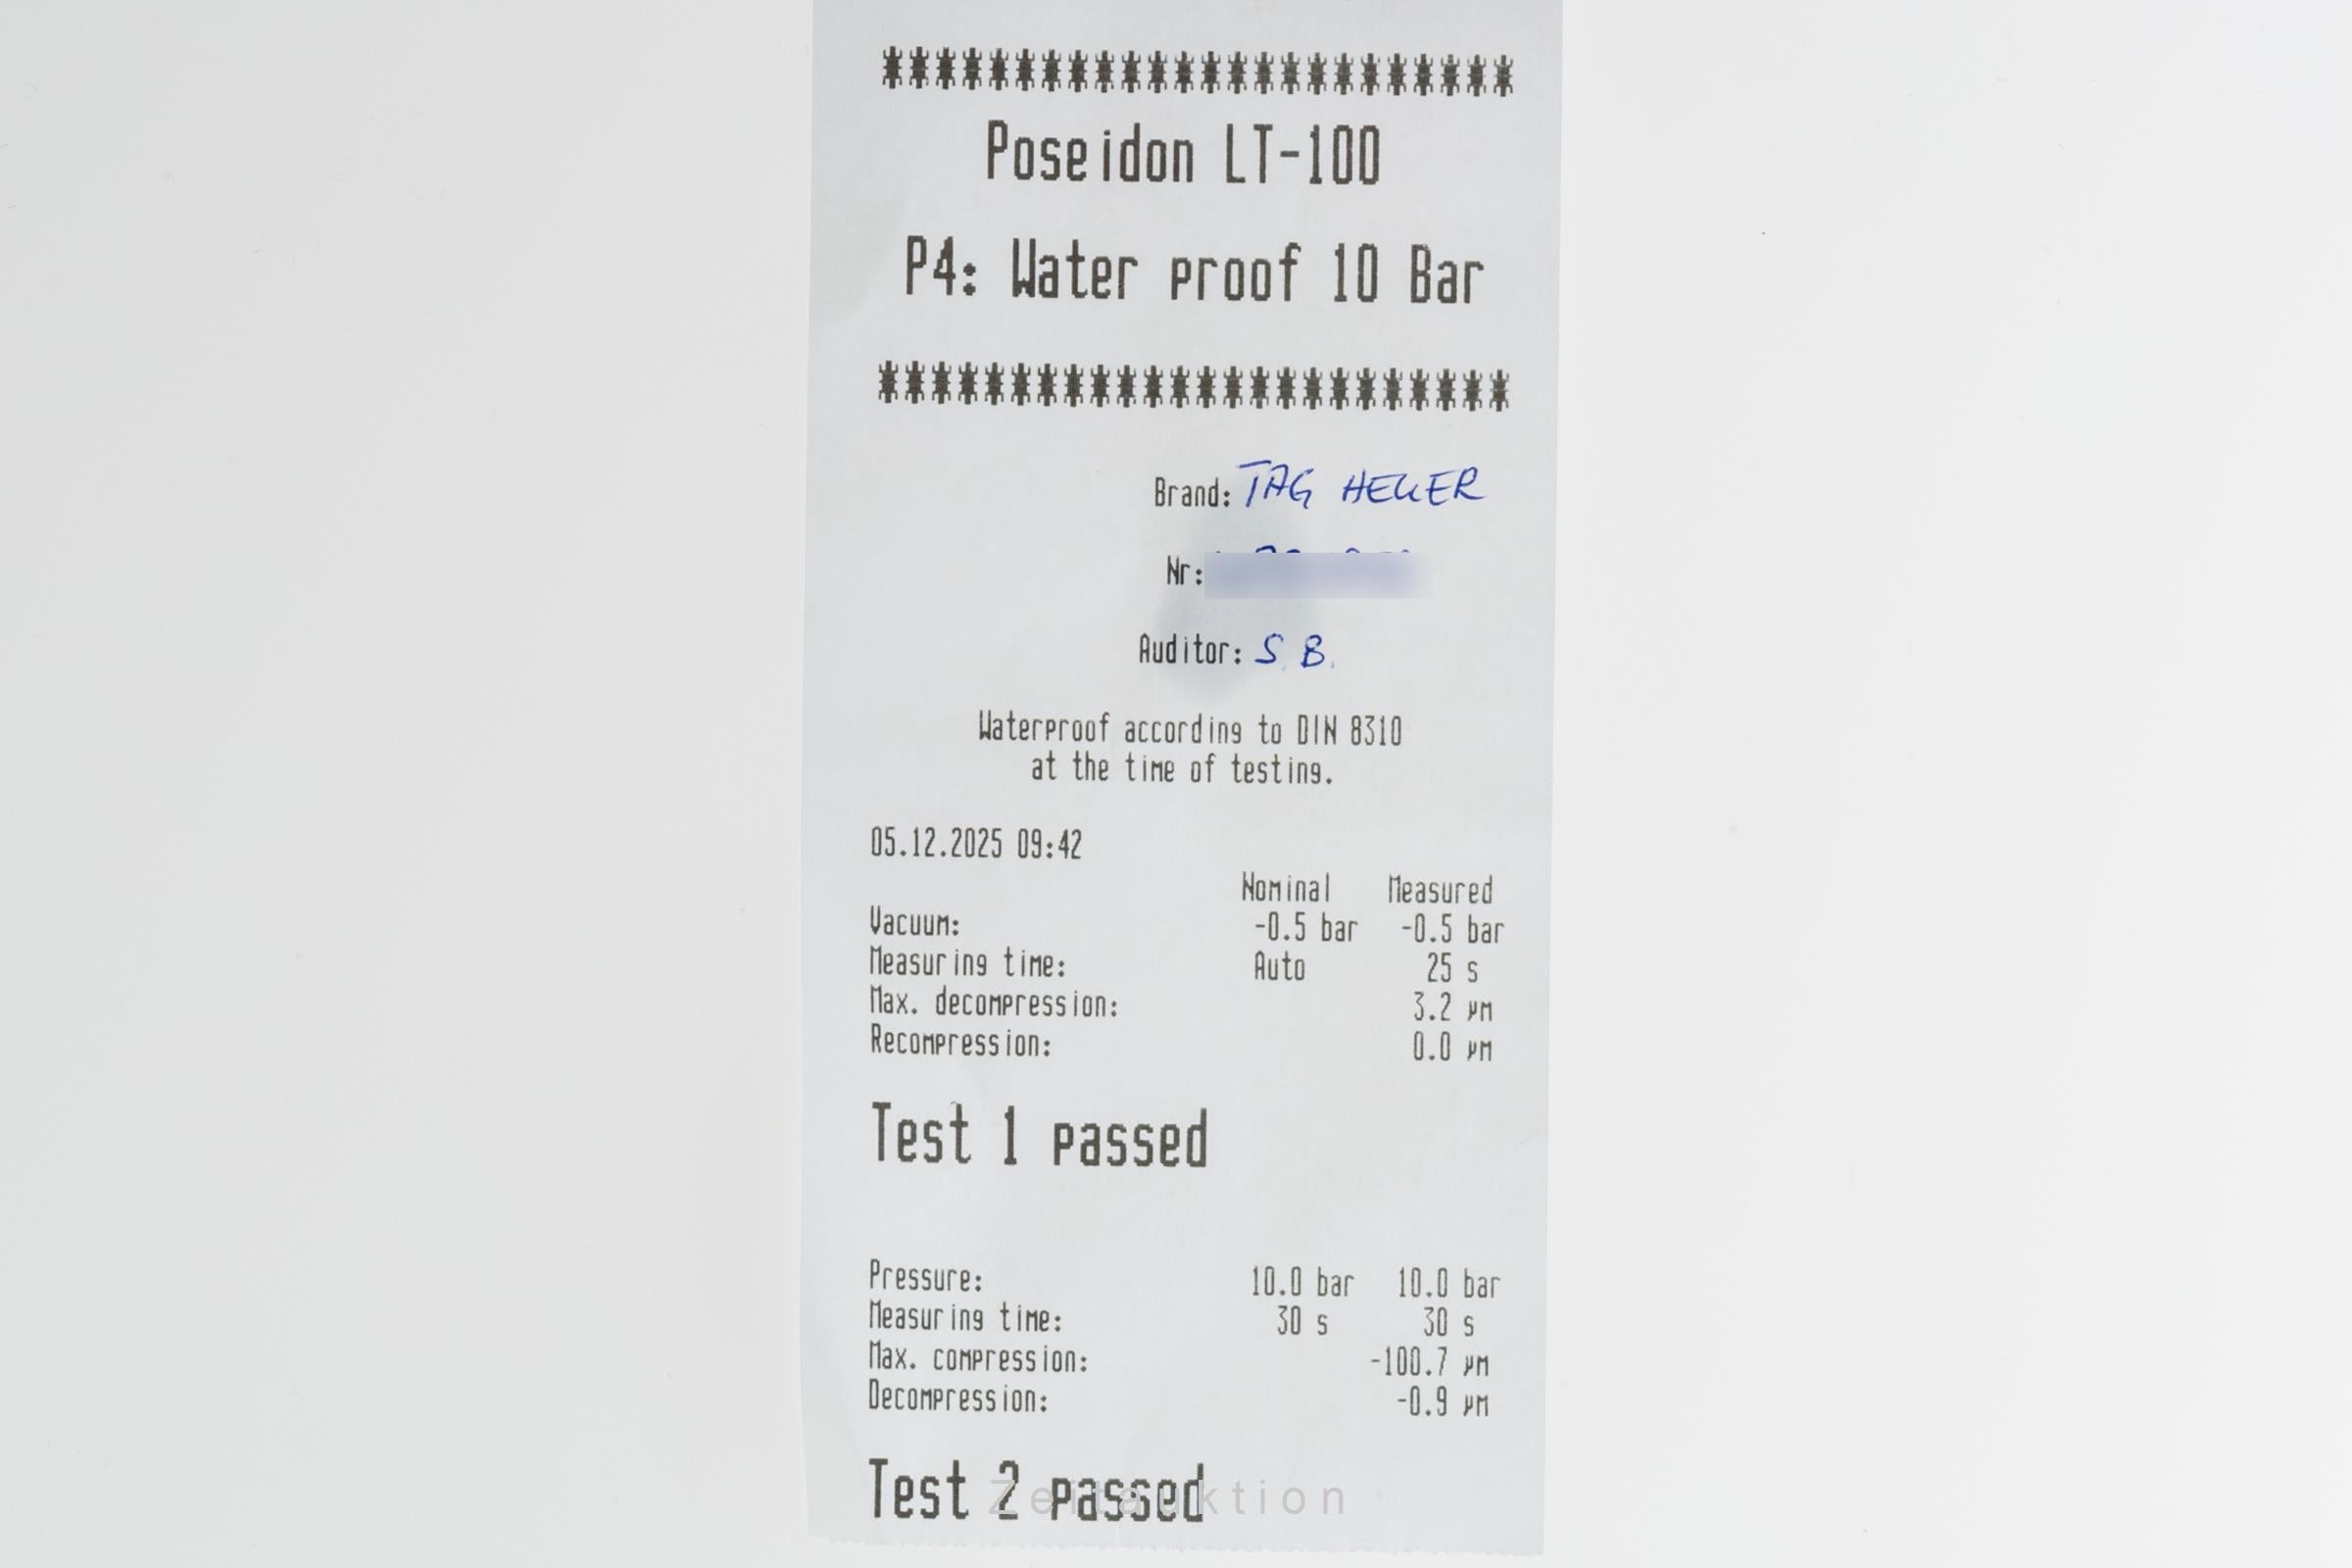 ************************
Poseidon LT-100
P4: Water proof 10 Bar
************************
Brand: TAG HEUER
Nr:
Auditor: S. B.
Waterproof according to DIN 8310
at the time of testing.
05.12.2025 09:42
Nominal Measured
Vacuum: -0.5 bar -0.5 bar
Measuring time: Auto 25 s
Max. decompression: 3.2 µm
Recompression: 0.0 µm
Test 1 passed
Pressure: 10.0 bar 10.0 bar
Measuring time: 30 s 30 s
Max. compression: -100.7 µm
Decompression: -0.9 µm
Test 2 passed
Zeitauktion